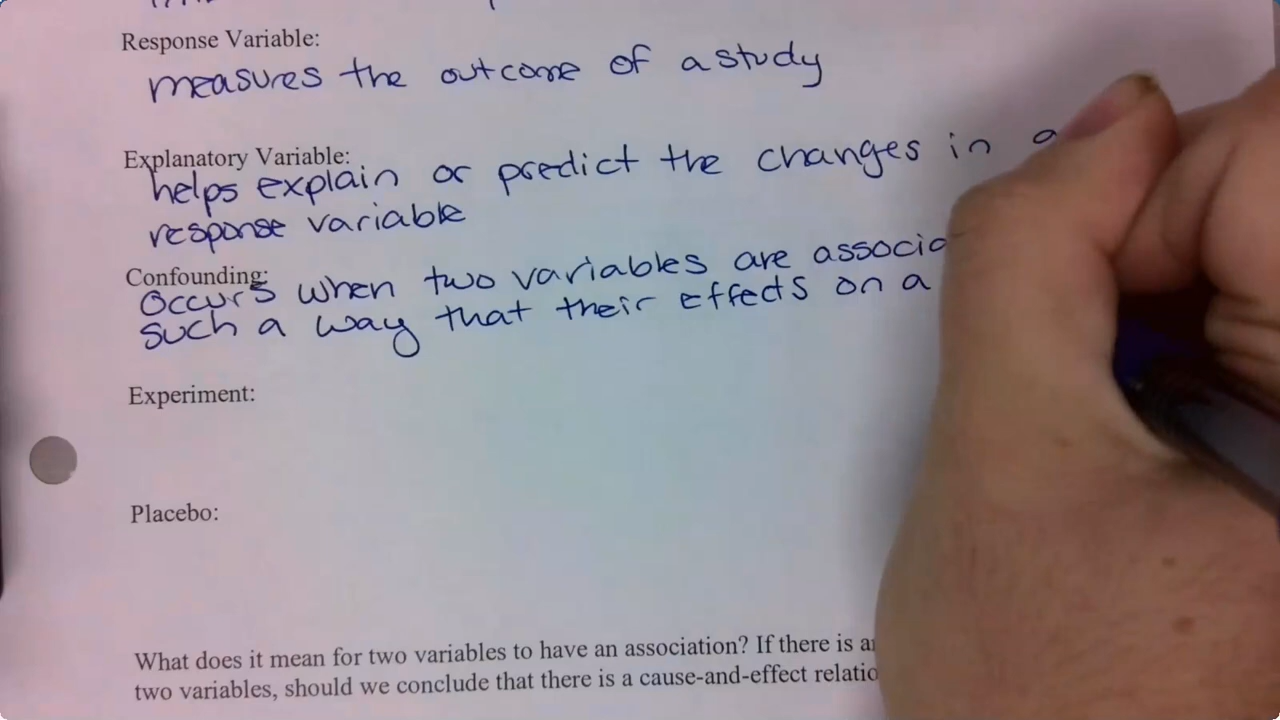 Response Variable:
measures the outcome of a study
Explanatory Variable:
helps explain or predict the changes in a
response variable
Confounding:
occurs when two variables are associa
such a way that their effects on a
Experiment:
Placebo:
What does it mean for two variables to have an association? If there is
two variables, should we conclude that there is a cause-and-effect relatio